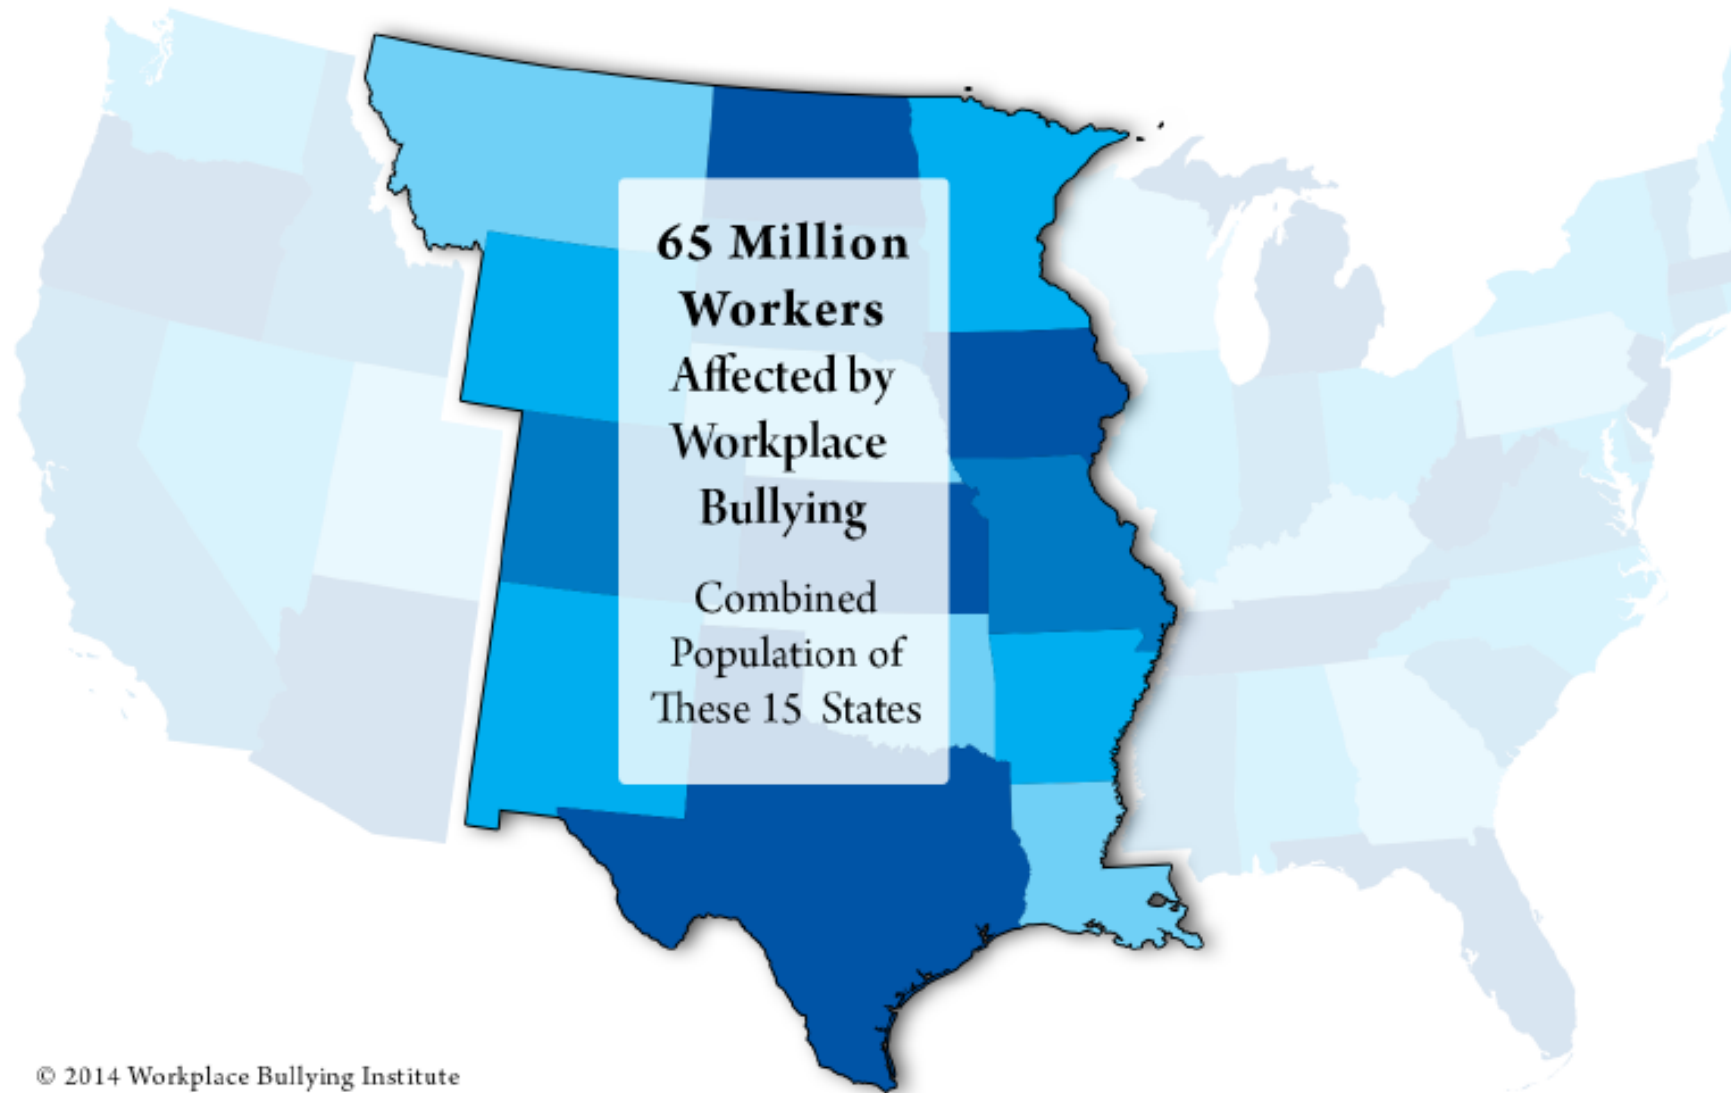 65 Million
Workers
Affected by
Workplace
Bullying
Combined
Population of
These 15 States
© 2014 Workplace Bullying Institute